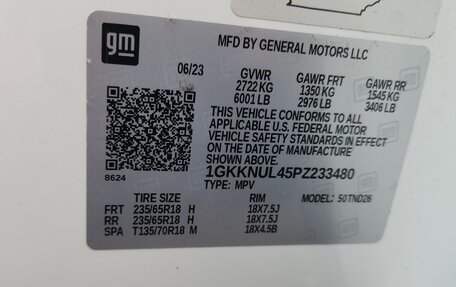 gm
MFD BY GENERAL MOTORS LLC
06/23 GVWR GAWR FRT GAWR RR
2722 KG 1350 KG 1545 KG
6001 LB 2976 LB 3406 LB
THIS VEHICLE CONFORMS TO ALL
APPLICABLE U.S. FEDERAL MOTOR
VEHICLE SAFETY STANDARDS IN EFFECT
ON THE DATE OF MANUFACTURE SHOWN ABOVE.
8624 1GKKNUL45PZ233480
TYPE: MPV
TIRE SIZE RIM MODEL: 50TND26
FRT 235/65R18 H 18X7.5J
RR 235/65R18 H 18X7.5J
SPA T135/70R18 M 18X4.5B